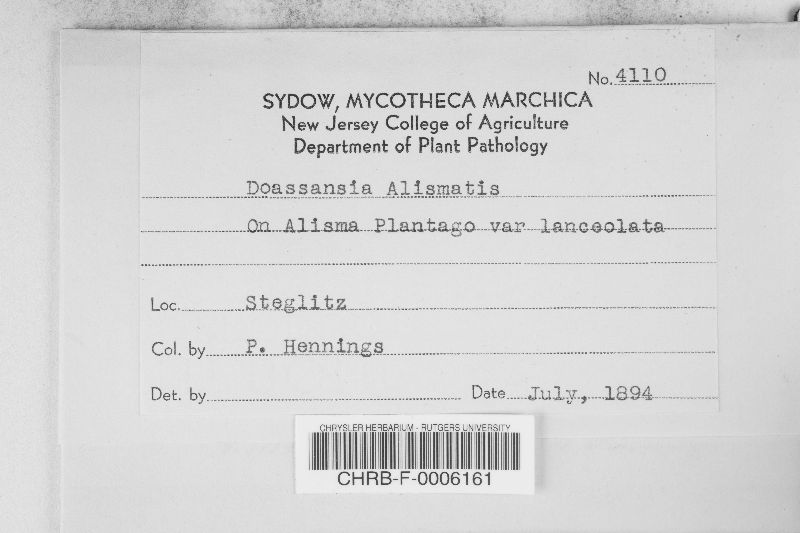 No. 4110
SYDOW, MYCOTHECA MARCHICA
New Jersey College of Agriculture
Department of Plant Pathology
Doassansia Alismatis
On Alisma Plantago var lanceolata
Loc. Steglitz
Col. by P. Hennings
Det. by Date July, 1894
CHRYSLER HERBARIUM - RUTGERS UNIVERSITY
CHRB-F-0006161